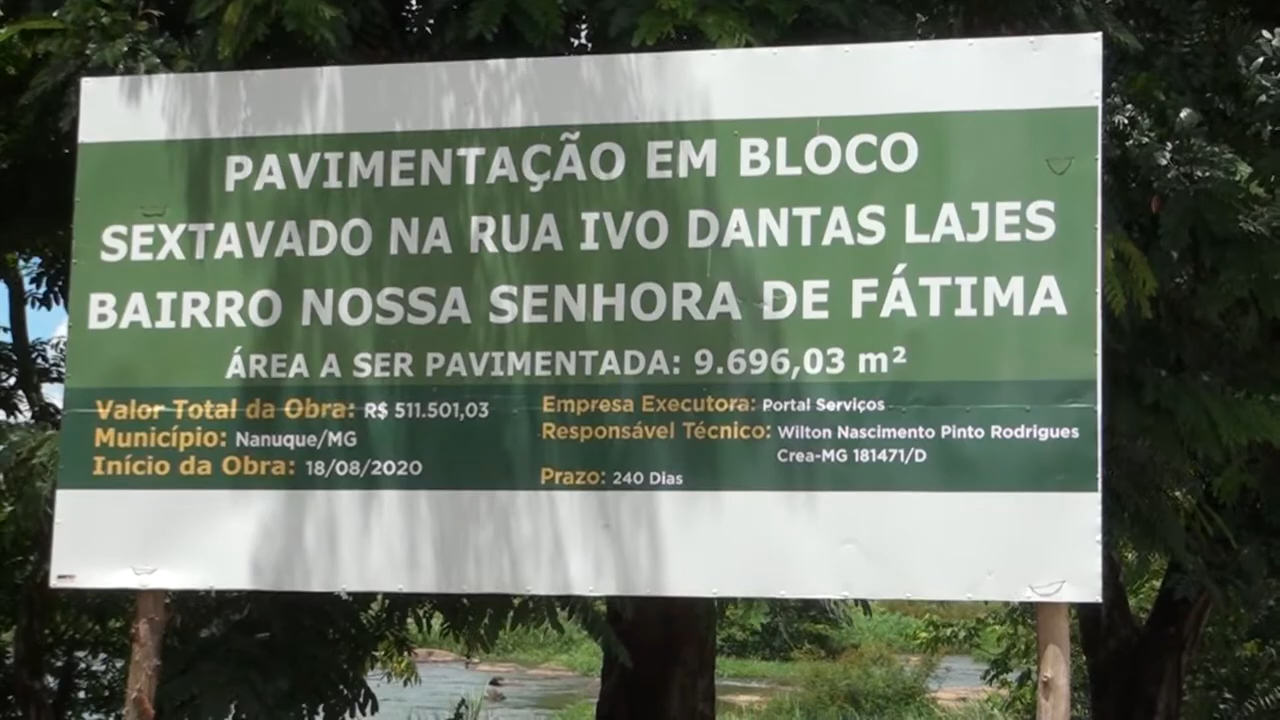 PAVIMENTAÇÃO EM BLOCO
SEXTAVADO NA RUA IVO DANTAS LAJES
BAIRRO NOSSA SENHORA DE FÁTIMA
ÁREA A SER PAVIMENTADA: 9.696,03 m²
Valor Total da Obra: R$ 511.501,03
Município: Nanuque/MG
Início da Obra: 18/08/2020
Empresa Executora: Portal Serviços
Responsável Técnico: Wilton Nascimento Pinto Rodrigues
Crea-MG 181471/D
Prazo: 240 Dias